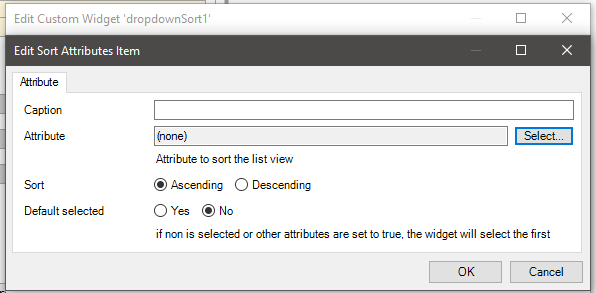 Edit Custom Widget 'dropdownSort1'
Edit Sort Attributes Item
Attribute
Caption
Attribute (none) Select...
Attribute to sort the list view
Sort Ascending Descending
Default selected Yes No
if non is selected or other attributes are set to true, the widget will select the first
OK Cancel